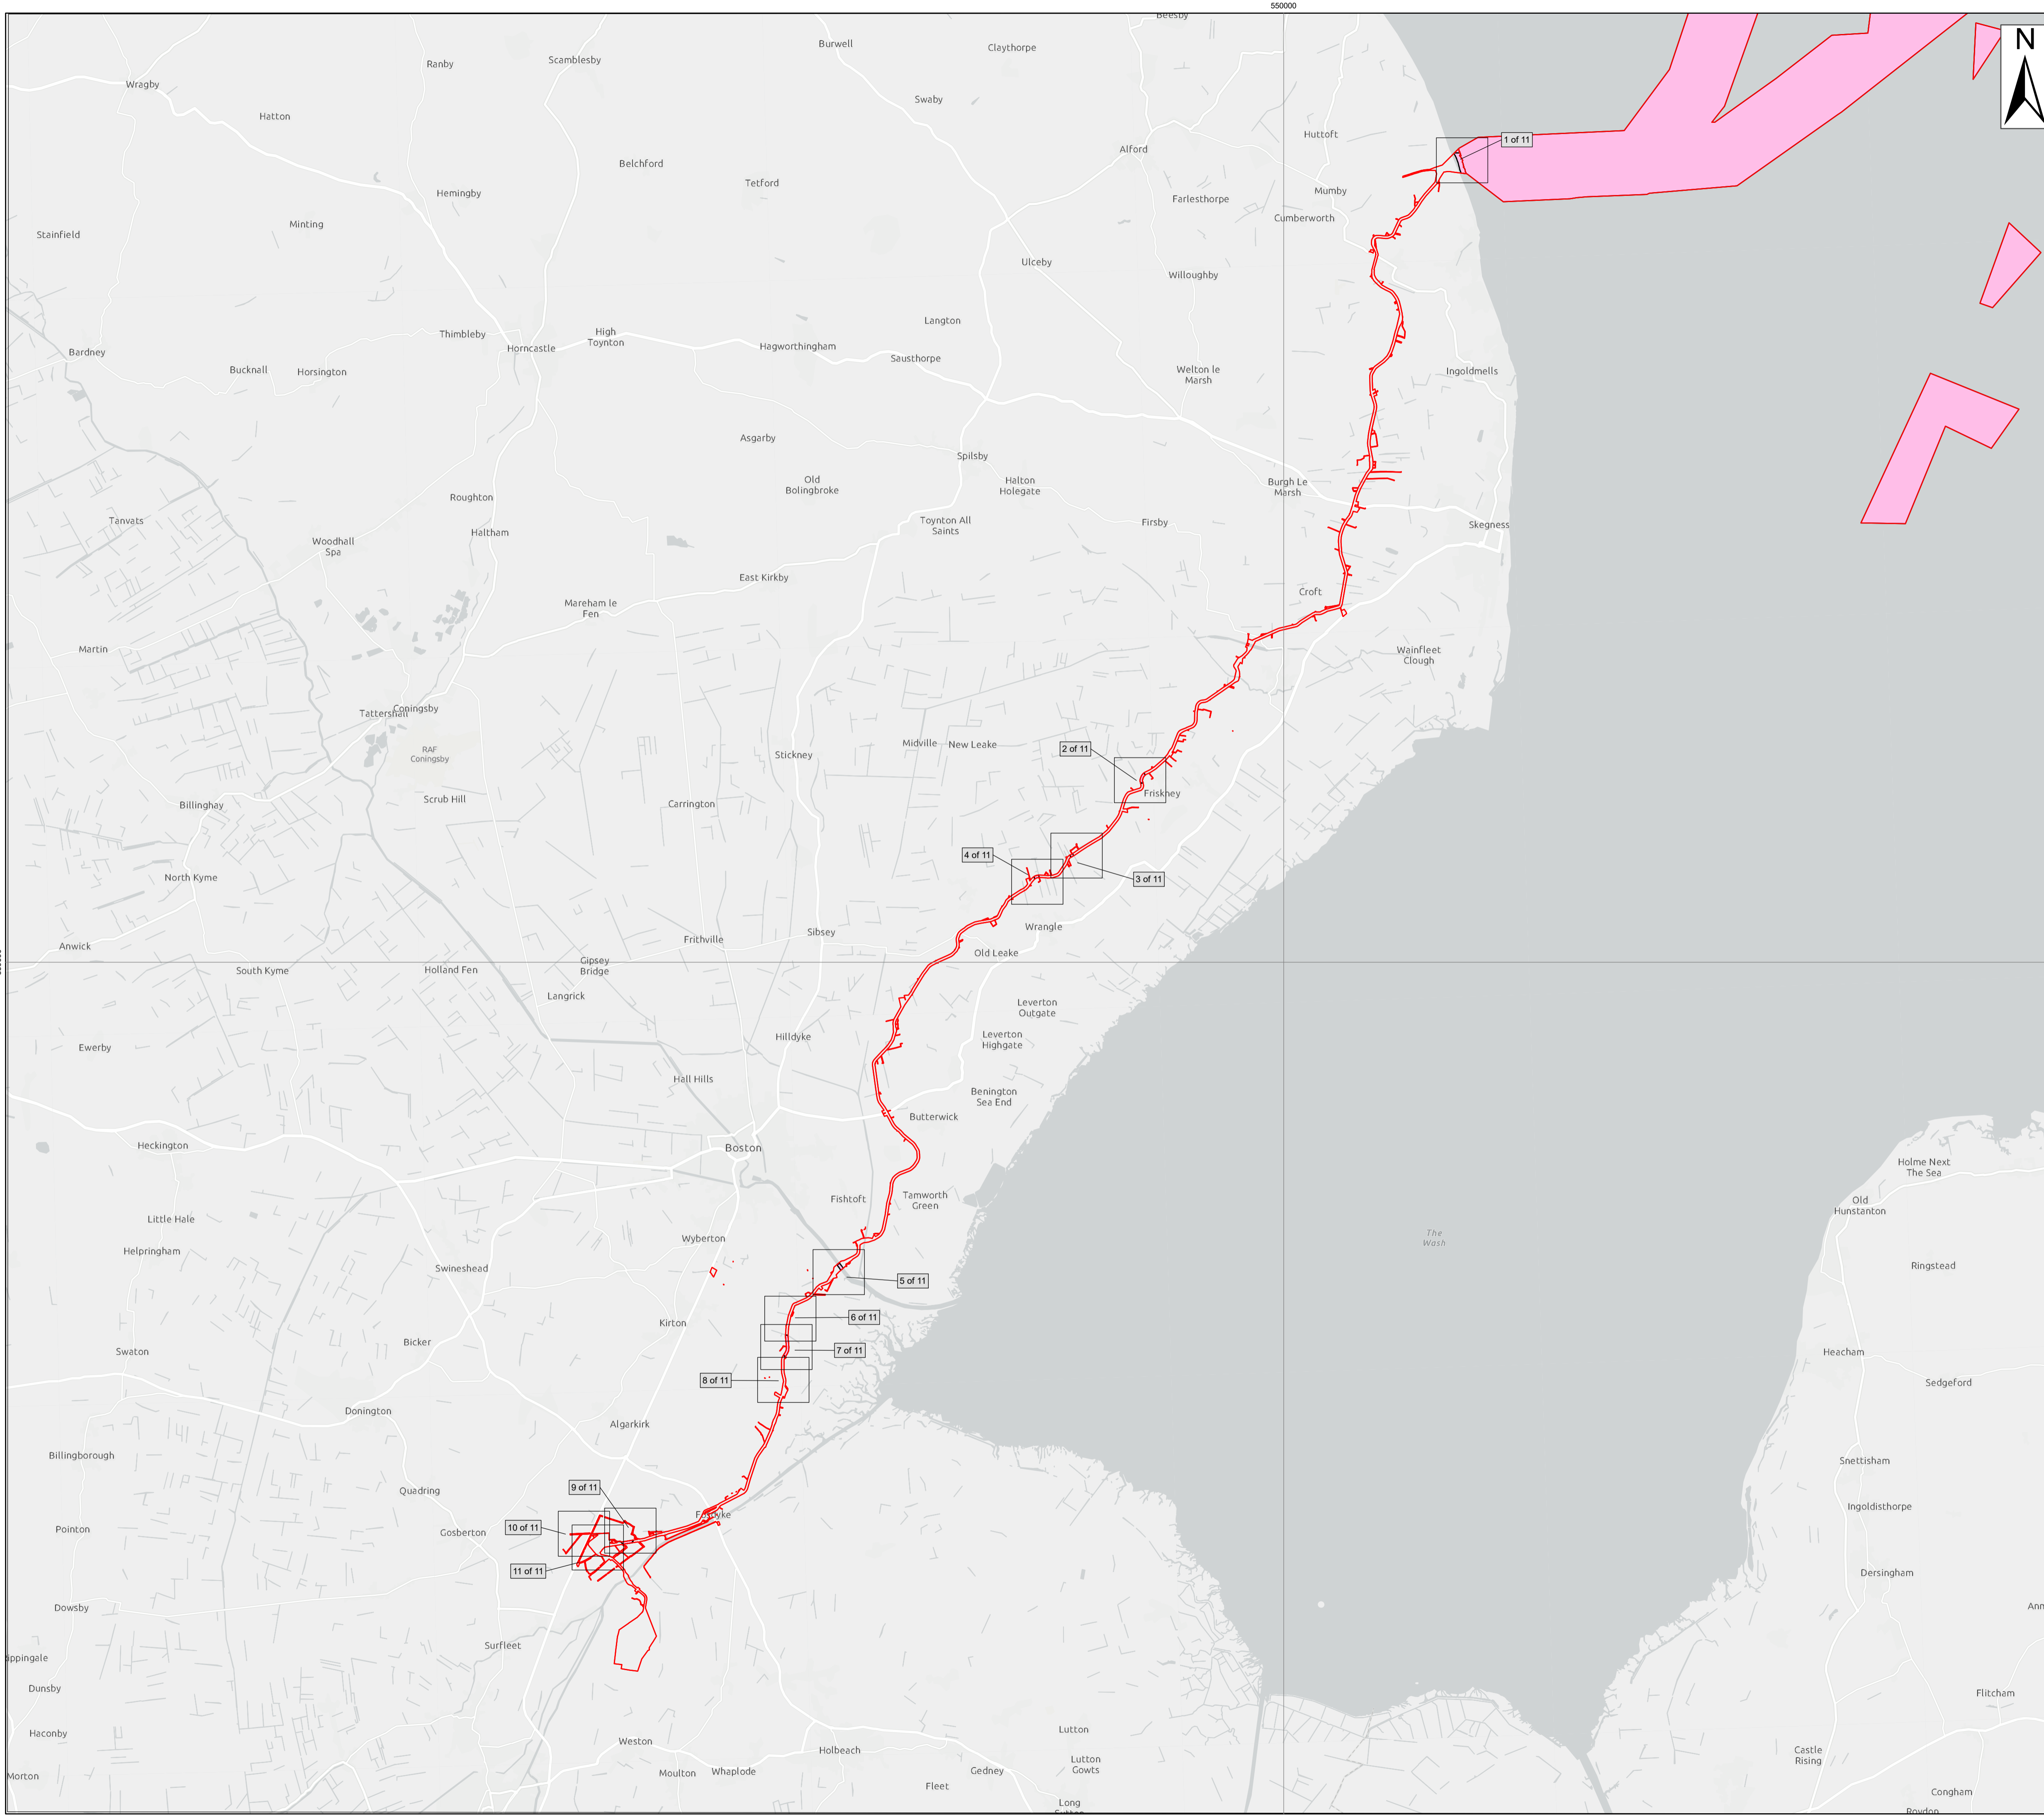 550000
Beesby
Burwell
Claythorpe
N
Ranby
Scamblesby
Wragby
Swaby
Hatton
Huttoft
1 of 11
Alford
Belchford
Tetford
Mumby
Hemingby
Farlesthorpe
Cumberworth
Minting
Stainfield
Ulceby
Willoughby
Langton
Thimbleby
High
Toynton
Horncastle
Hagworthingham
Bardney
Sausthorpe
Bucknall
Horsington
Welton le
Marsh
Ingoldmells
Asgarby
Spilsby
Old
Bolingbroke
Halton
Holegate
Burgh Le
Marsh
Roughton
Tanvats
Toynton All
Saints
Firsby
Skegness
Haltham
Woodhall
Spa
East Kirkby
Croft
Mareham le
Fen
Martin
Wainfleet
Clough
Coningsby
Tattershall
RAF
Coningsby
Stickney
Midville
New Leake
2 of 11
Friskney
Scrub Hill
Billinghay
Carrington
4 of 11
3 of 11
North Kyme
Wrangle
Sibsey
Frithville
Anwick
Old Leake
Gipsey
Bridge
South Kyme
Holland Fen
Langrick
Leverton
Outgate
Hilldyke
Leverton
Highgate
Ewerby
Hall Hills
Benington
Sea End
Butterwick
Heckington
Boston
Holme Next
The Sea
Fishtoft
Tamworth
Green
Old
Hunstanton
Little Hale
The
Wash
Wyberton
Helpringham
Swineshead
Ringstead
5 of 11
6 of 11
Kirton
Bicker
7 of 11
Swaton
Heacham
8 of 11
Sedgeford
Donington
Algarkirk
Billingborough
Snettisham
9 of 11
Quadring
Ingoldisthorpe
Fosdyke
10 of 11
Pointon
Gosberton
11 of 11
Dersingham
Dowsby
Ann
Surfleet
ippingale
Dunsby
Flitcham
Haconby
Lutton
Weston
Holbeach
Castle
Rising
Lutton
Gowts
Moulton
Whaplode
Gedney
Morton
Fleet
Congham
Long
Sutton
Roydon